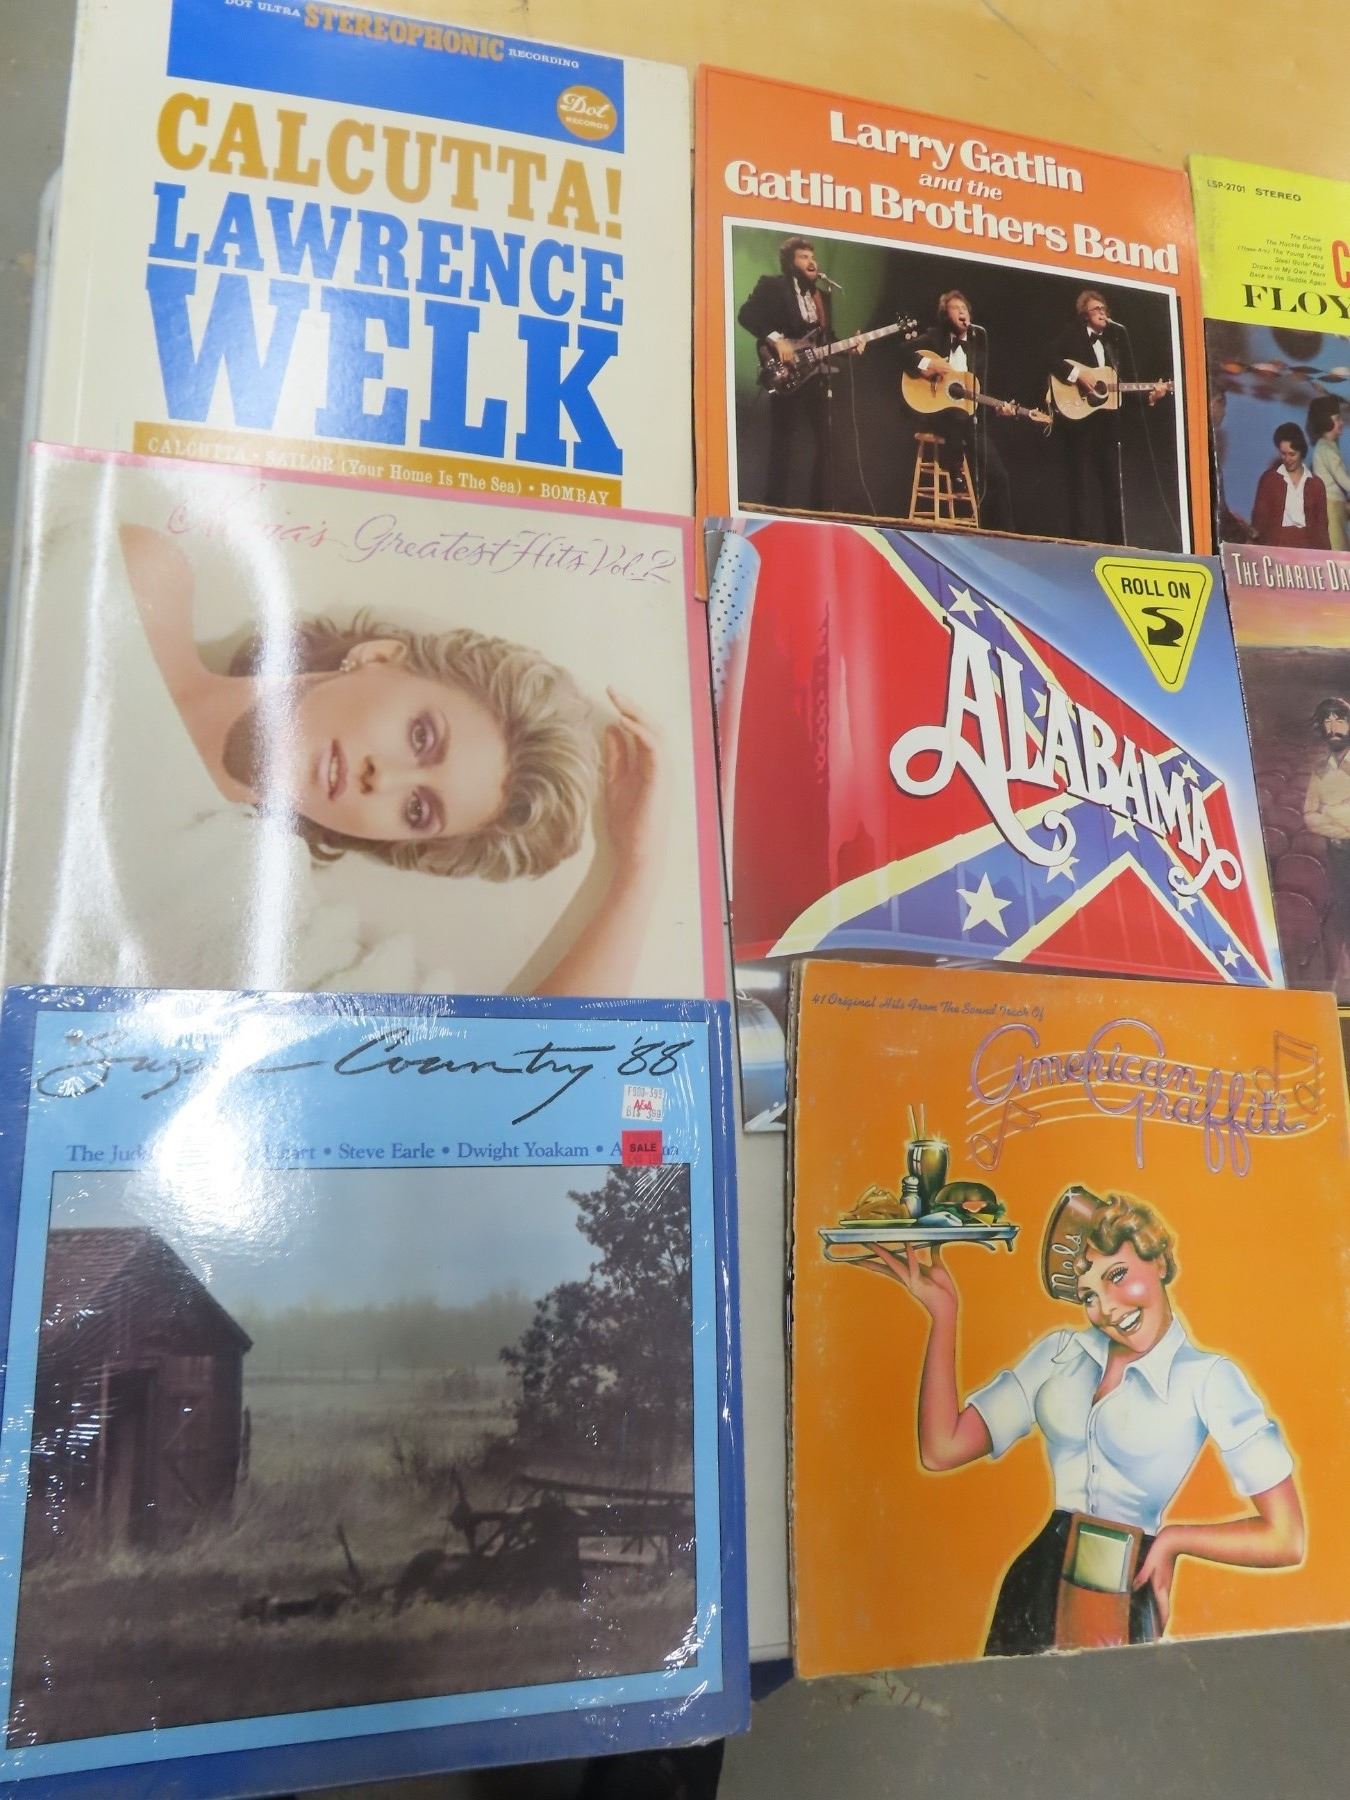 DOT ULTRA STEREOPHONIC RECORDING
Dot
RECORDS
CALCUTTA!
LAWRENCE
WELK
CALCUTTA • SAILOR (Your Home Is The Sea) • BOMBAY
Larry Gatlin
and the
Gatlin Brothers Band
LSP-2701 STEREO
The Chase
The Huckle Buckle
(These Are) The Young Years
Steel Guitar Rag
Drown in My Own Tears
Back in the Saddle Again
C
FLOY
Olivia's Greatest Hits Vol. 2
ROLL ON
ALABAMA
THE CHARLIE DA
Country '88
A&A
SALE
The Jud art • Steve Earle • Dwight Yoakam • A
41 Original Hits From The Sound Track Of
American
Graffiti
Mels